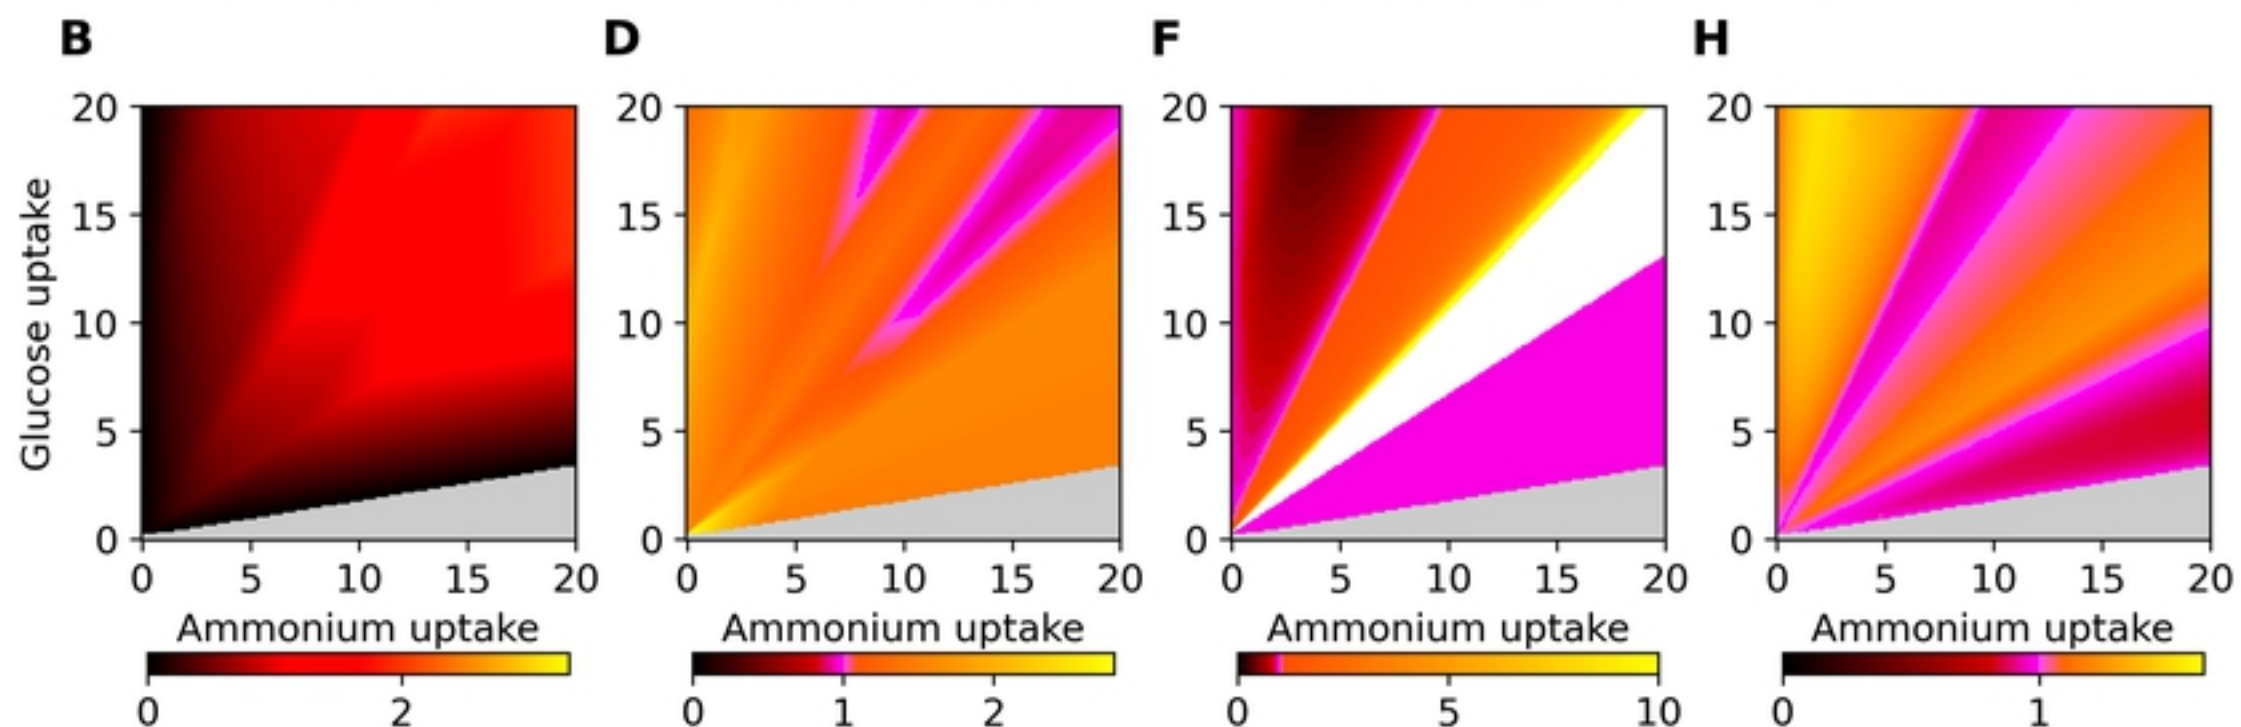 B D F H
Glucose uptake
20 20 20 20
15 15 15 15
10 10 10 10
5 5 5 5
0 0 0 0
0 5 10 15 20 0 5 10 15 20 0 5 10 15 20 0 5 10 15 20
Ammonium uptake Ammonium uptake Ammonium uptake Ammonium uptake
0 2 0 1 2 0 5 10 0 1